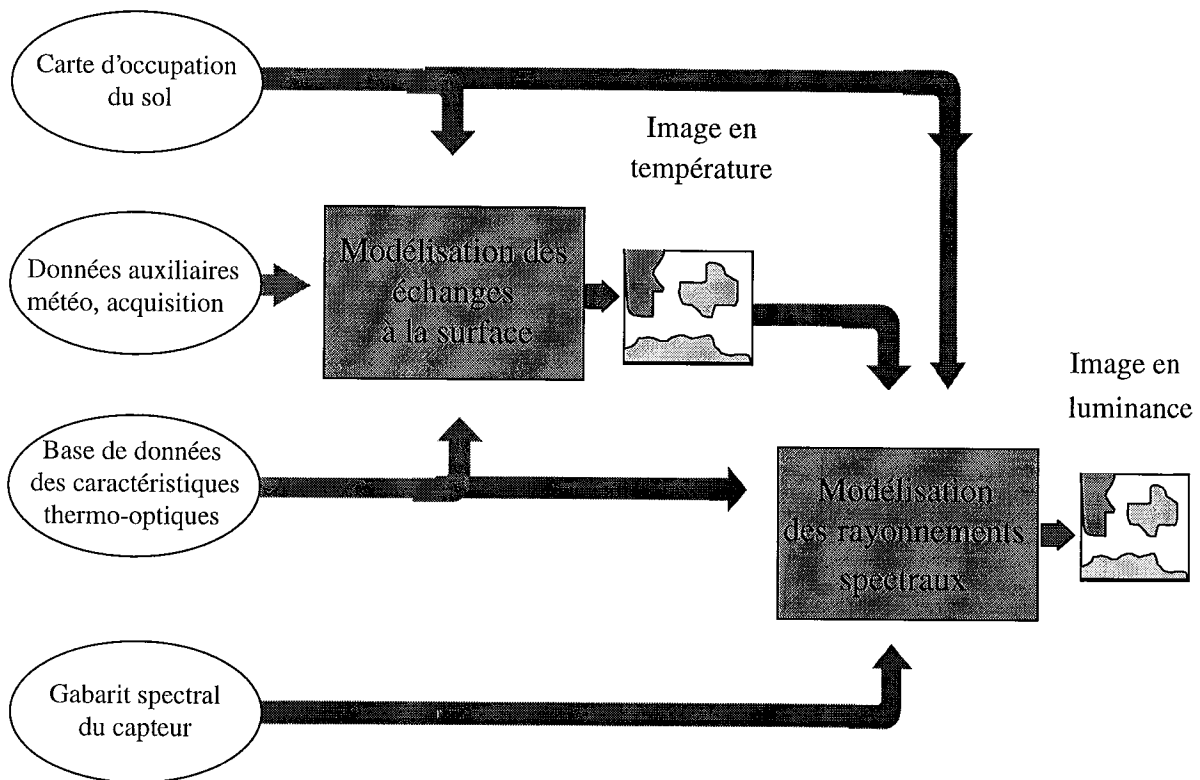 Carte d'occupation
du sol
Image en
température
Données auxiliaires
météo, acquisition
Modélisation des
échanges
à la surface
Image en
luminance
Base de données
des caractéristiques
thermo-optiques
Modélisation
des rayonnements
spectraux
Gabarit spectral
du capteur